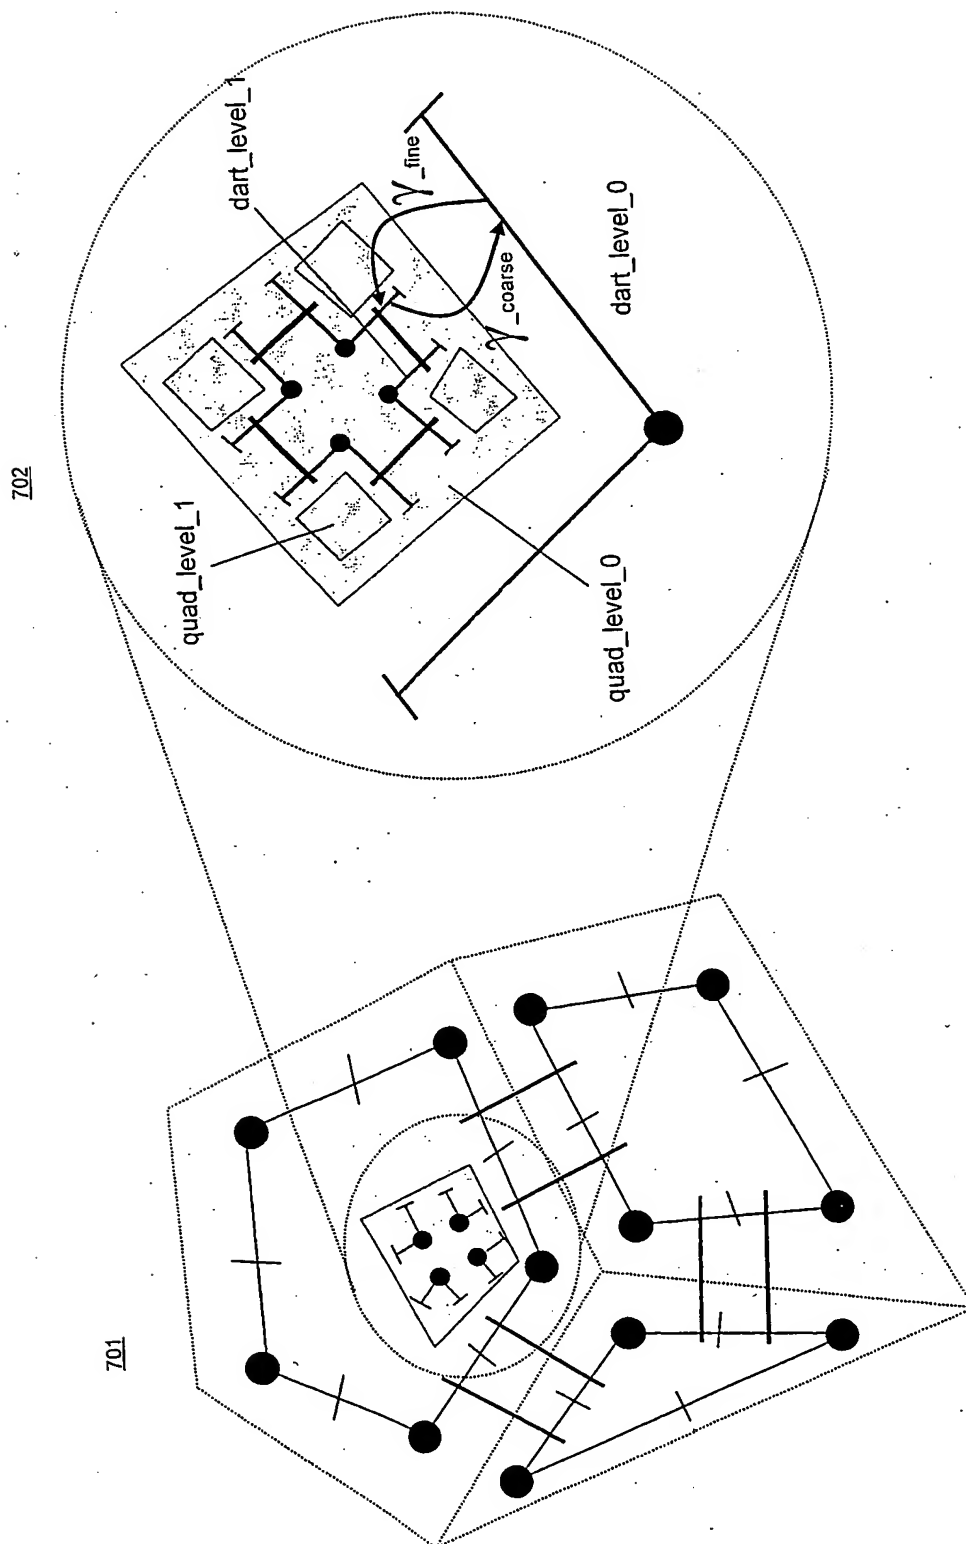 702
dart_level_1
γ_fine
γ_coarse
dart_level_0
quad_level_1
quad_level_0
701